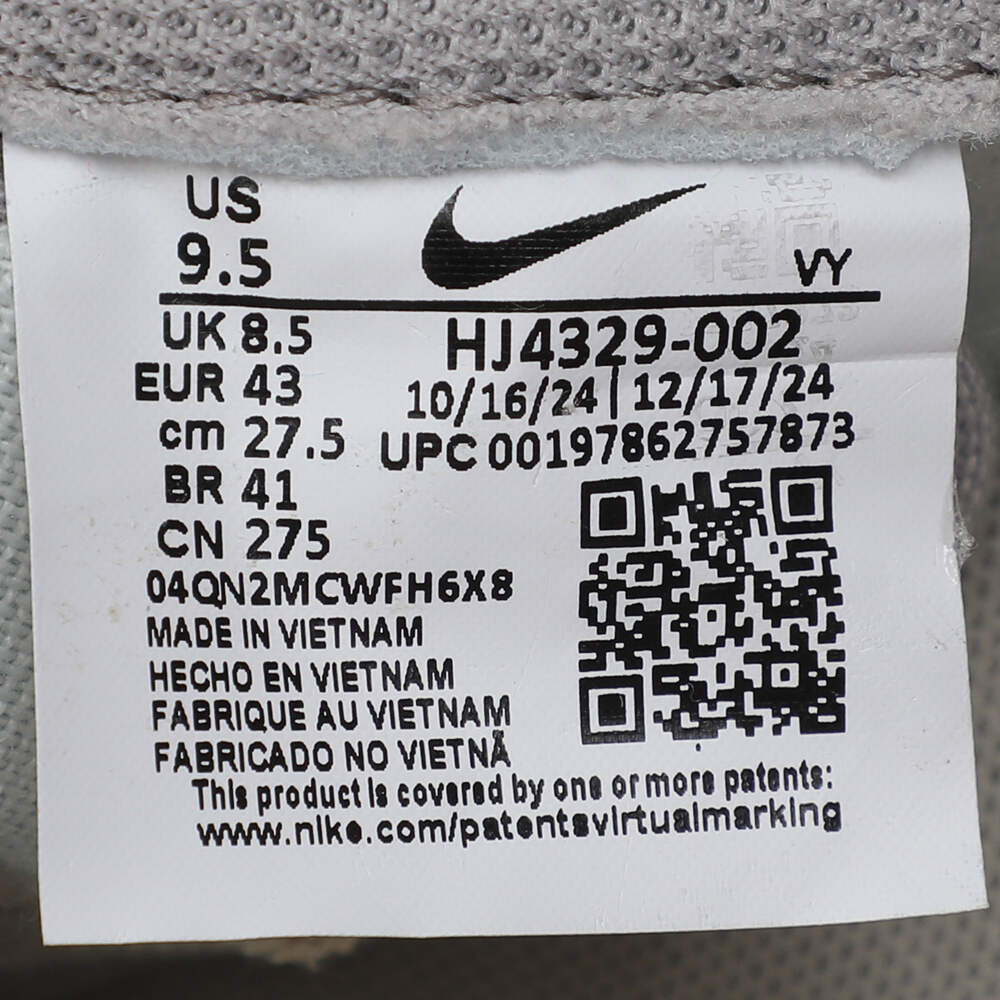 US
9.5
VY
UK 8.5
EUR 43
cm 27.5
BR 41
CN 275
HJ4329-002
10/16/24 | 12/17/24
UPC 00197862757873
04QN2MCWFH6X8
MADE IN VIETNAM
HECHO EN VIETNAM
FABRIQUE AU VIETNAM
FABRICADO NO VIETNÃ
This product is covered by one or more patents:
www.nike.com/patentsvirtualmarking